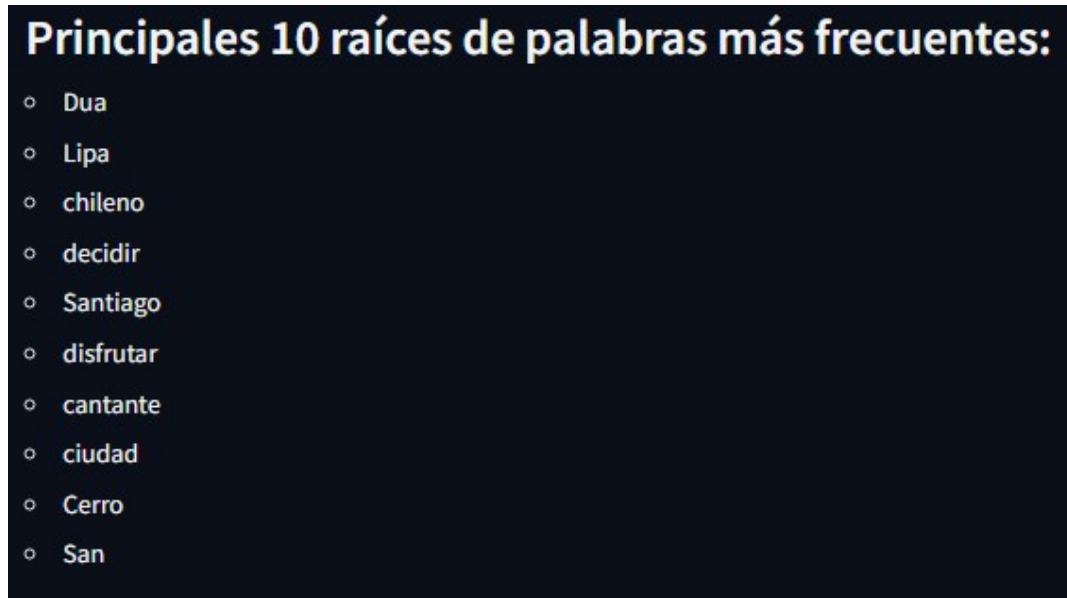 Principales 10 raíces de palabras más frecuentes:
Dua
Lipa
chileno
decidir
Santiago
disfrutar
cantante
ciudad
Cerro
San